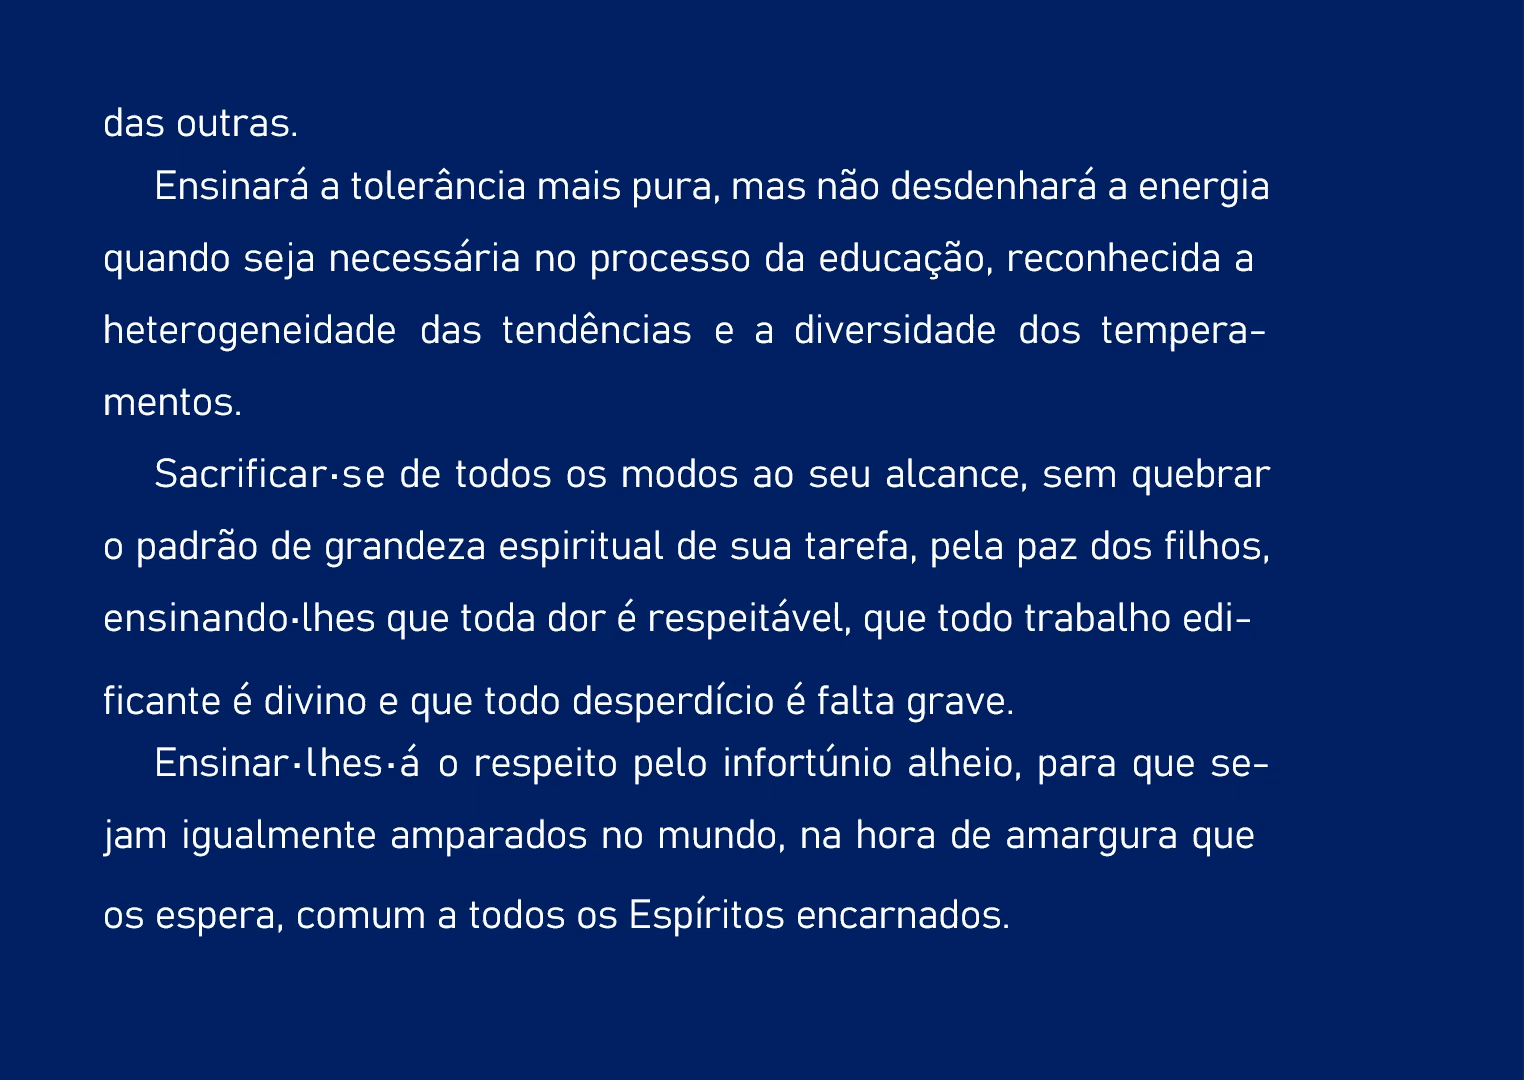 das outras.
Ensinará a tolerância mais pura, mas não desdenhará a energia
quando seja necessária no processo da educação, reconhecida a
heterogeneidade das tendências e a diversidade dos tempera-
mentos.
Sacrificar·se de todos os modos ao seu alcance, sem quebrar
o padrão de grandeza espiritual de sua tarefa, pela paz dos filhos,
ensinando·lhes que toda dor é respeitável, que todo trabalho edi-
ficante é divino e que todo desperdício é falta grave.
Ensinar·lhes·á o respeito pelo infortúnio alheio, para que se-
jam igualmente amparados no mundo, na hora de amargura que
os espera, comum a todos os Espíritos encarnados.